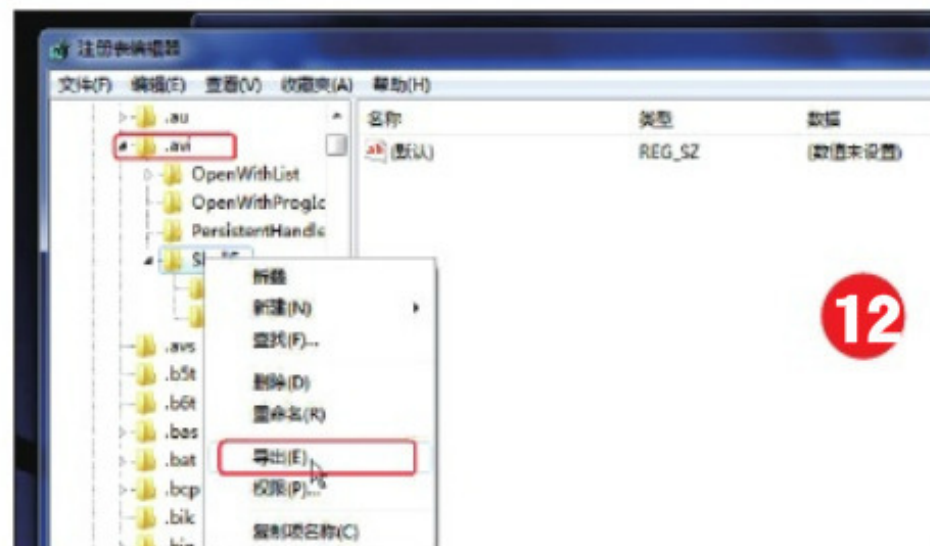 注册表编辑器
文件(F) 编辑(E) 查看(V) 收藏夹(A) 帮助(H)
.au
.avi
OpenWithList
OpenWithProgIc
PersistentHandle
名称 类型 数据
(默认) REG_SZ (数值未设置)
折叠
新建(N)
查找(F)...
删除(D)
重命名(R)
导出(E)
权限(P)...
复制项名称(C)
.avs
.b5t
.b6t
.bas
.bat
.bcp
.bik
12